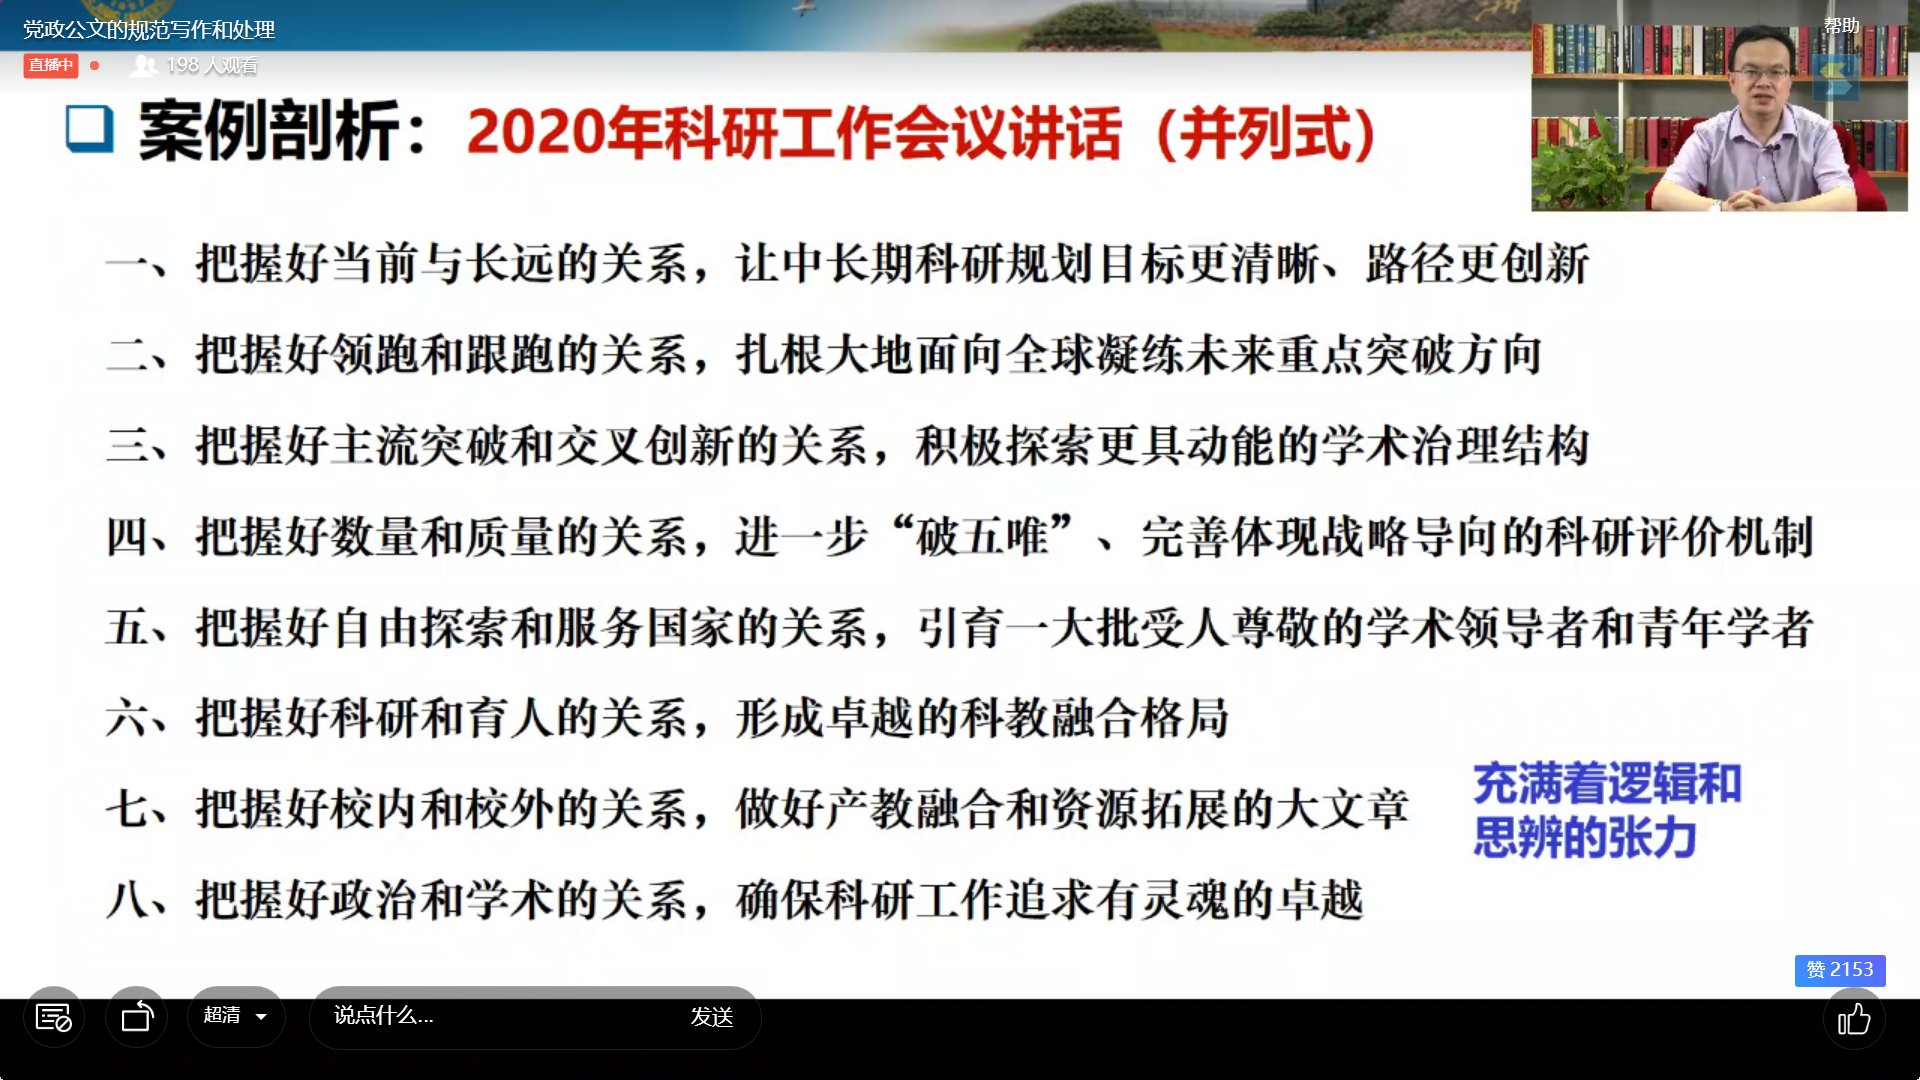 党政公文的规范写作和处理
帮助
直播中
198 人观看
案例剖析：2020年科研工作会议讲话（并列式）
一、把握好当前与长远的关系，让中长期科研规划目标更清晰、路径更创新
二、把握好领跑和跟跑的关系，扎根大地面向全球凝练未来重点突破方向
三、把握好主流突破和交叉创新的关系，积极探索更具动能的学术治理结构
四、把握好数量和质量的关系，进一步“破五唯”、完善体现战略导向的科研评价机制
五、把握好自由探索和服务国家的关系，引育一大批受人尊敬的学术领导者和青年学者
六、把握好科研和育人的关系，形成卓越的科教融合格局
七、把握好校内和校外的关系，做好产教融合和资源拓展的大文章
八、把握好政治和学术的关系，确保科研工作追求有灵魂的卓越
充满着逻辑和
思辨的张力
赞 2153
超清
说点什么...
发送